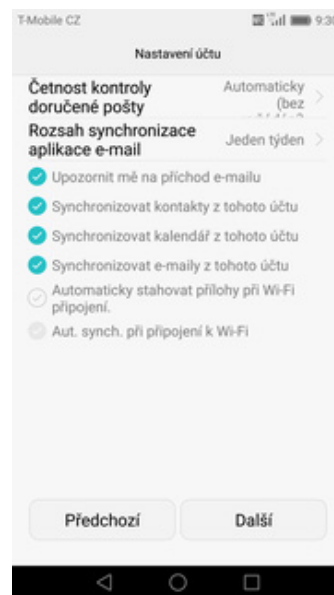 T-Mobile CZ 9:30
Nastavení účtu
Četnost kontroly
doručené pošty
Automaticky
(bez
Rozsah synchronizace
aplikace e-mail
Jeden týden
Upozornit mě na příchod e-mailu
Synchronizovat kontakty z tohoto účtu
Synchronizovat kalendář z tohoto účtu
Synchronizovat e-maily z tohoto účtu
Automaticky stahovat přílohy při Wi-Fi
připojení.
Aut. synch. při připojení k Wi-Fi
Předchozí Další